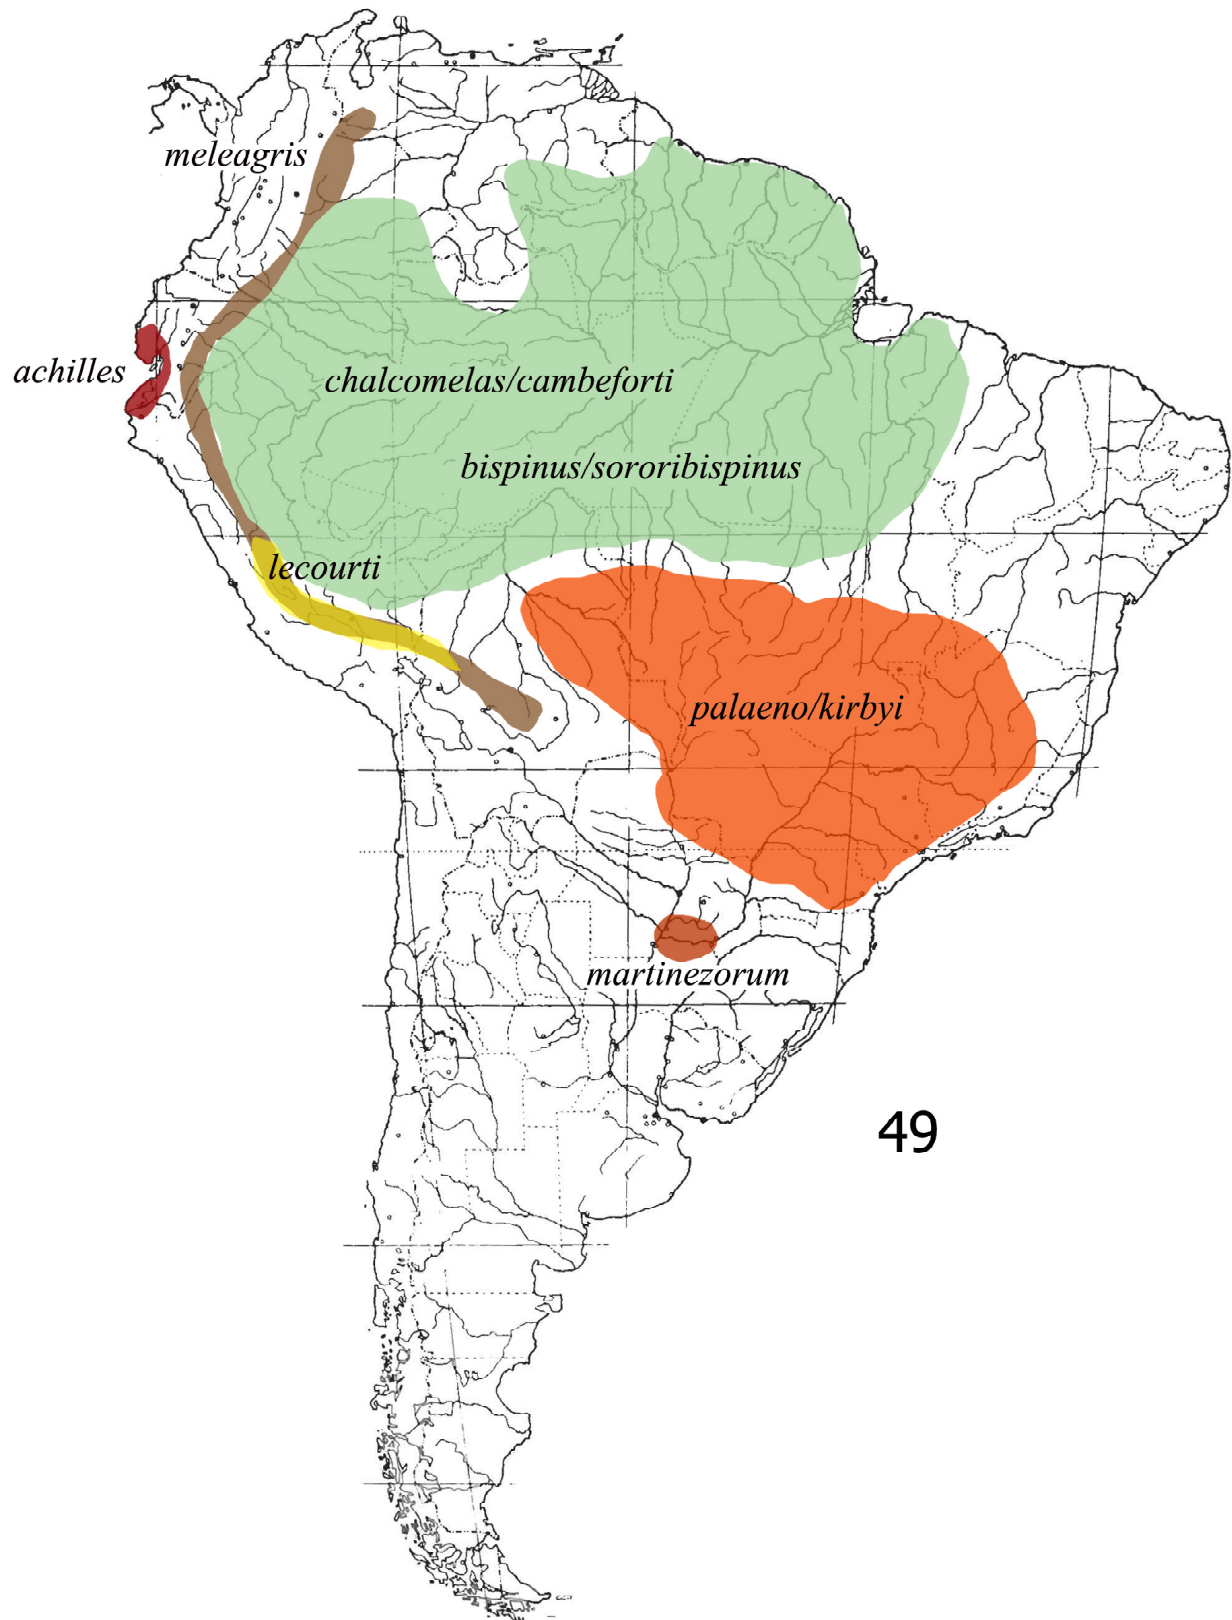 meleagris
achilles
chalcomelas/cambeforti
bispinus/sororibispinus
lecourti
palaeno/kirbyi
martinezorum
49